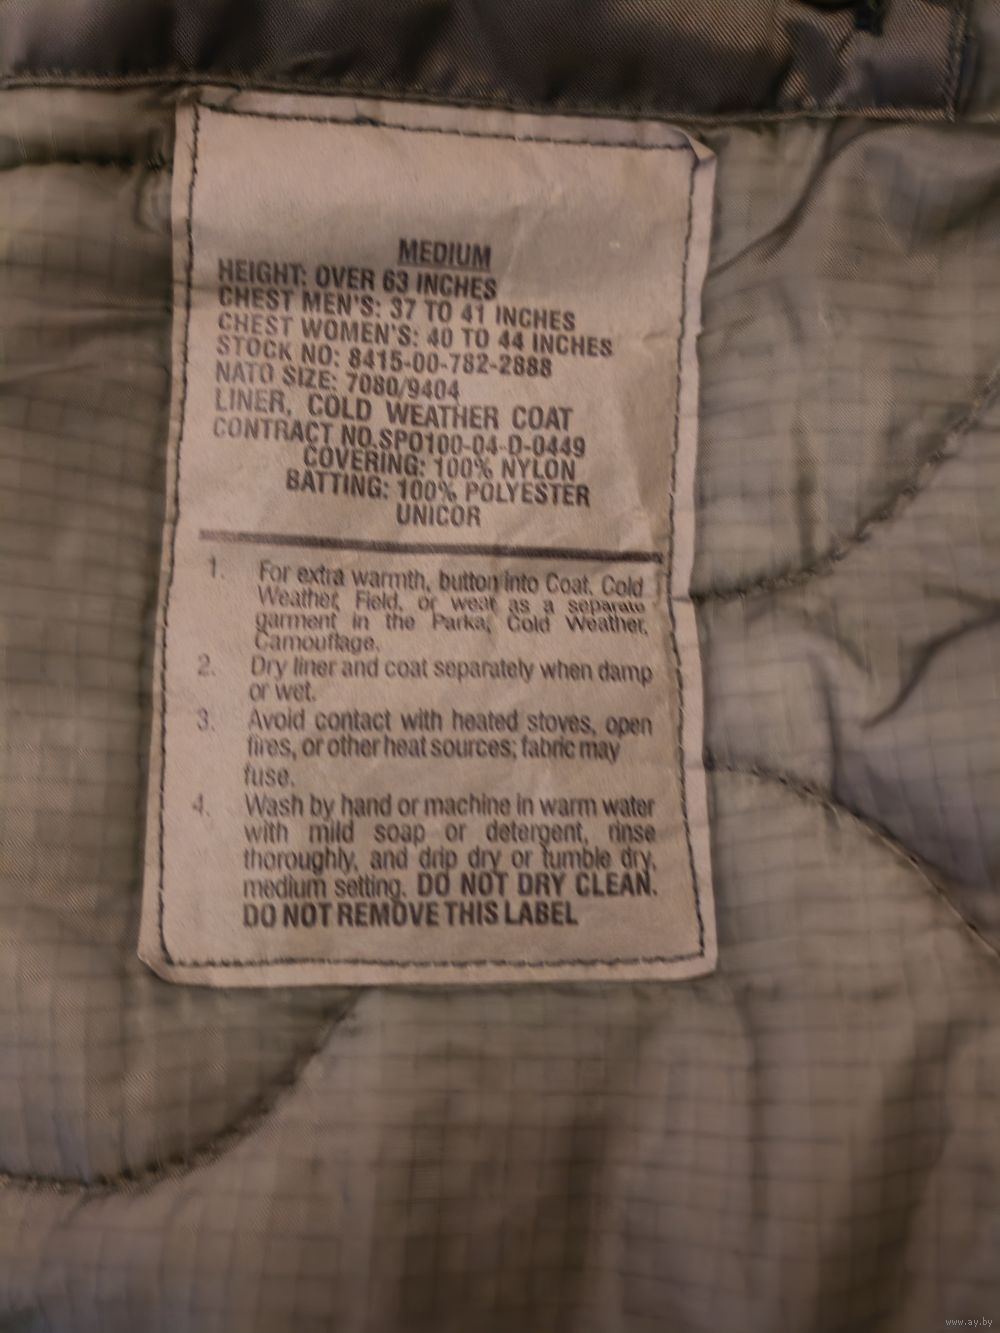 MEDIUM
HEIGHT: OVER 63 INCHES
CHEST MEN'S: 37 TO 41 INCHES
CHEST WOMEN'S: 40 TO 44 INCHES
STOCK NO: 8415-00-782-2888
NATO SIZE: 7080/9404
LINER, COLD WEATHER COAT
CONTRACT NO.SPO100-04-D-0449
COVERING: 100% NYLON
BATTING: 100% POLYESTER
UNICOR
1. For extra warmth, button into Coat, Cold
Weather, Field, or wear as a separate
garment in the Parka, Cold Weather,
Camouflage.
2. Dry liner and coat separately when damp
or wet.
3. Avoid contact with heated stoves, open
fires, or other heat sources; fabric may
fuse.
4. Wash by hand or machine in warm water
with mild soap or detergent, rinse
thoroughly, and drip dry or tumble dry,
medium setting. DO NOT DRY CLEAN.
DO NOT REMOVE THIS LABEL
www.ay.by